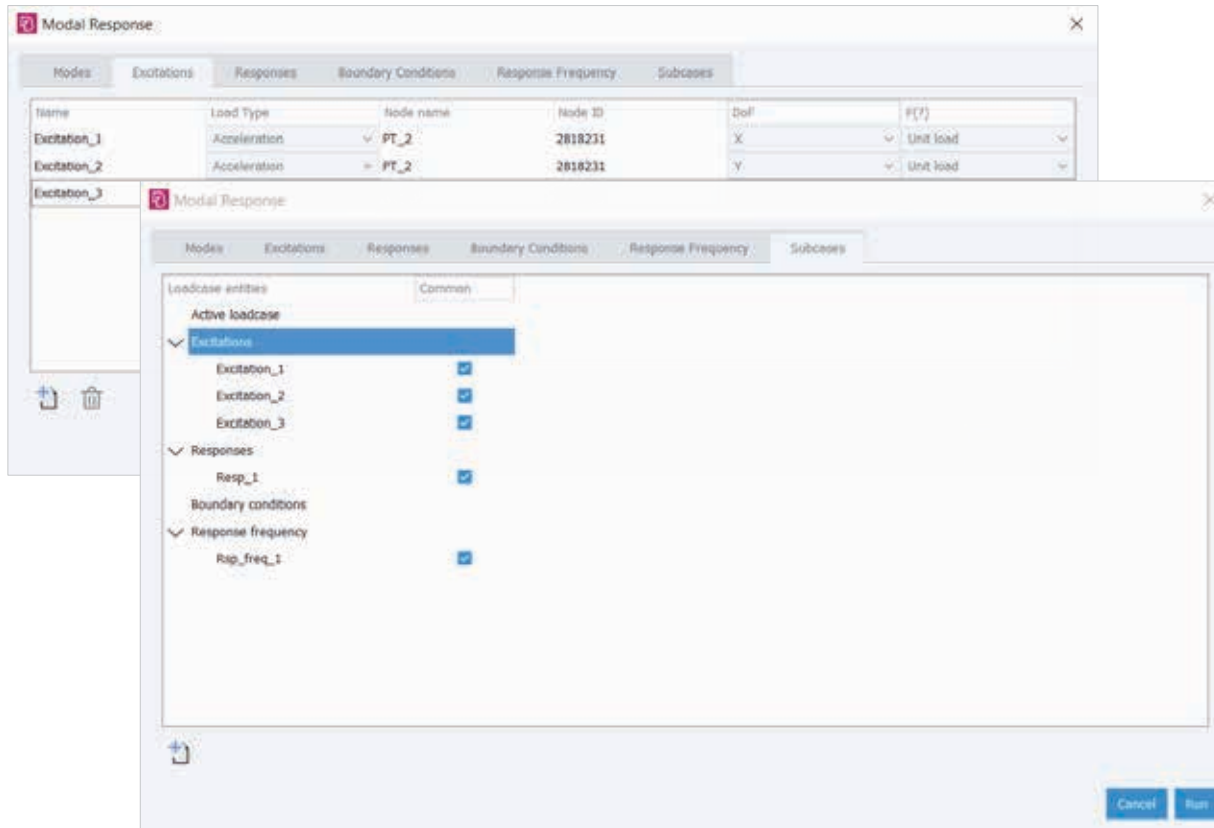 Modal Response
Modes Excitations Responses Boundary Conditions Response Frequency Subcases
Name Load Type Node name Node ID DoF F(?)
Excitation_1 Acceleration PT_2 2818231 X Unit load
Excitation_2 Acceleration PT_2 2818231 Y Unit load
Excitation_3
Modal Response
Modes Excitations Responses Boundary Conditions Response Frequency Subcases
Loadcase entities Common
Active loadcase
Excitations
Excitation_1
Excitation_2
Excitation_3
Responses
Resp_1
Boundary conditions
Response frequency
Rsp_freq_1
Cancel Run